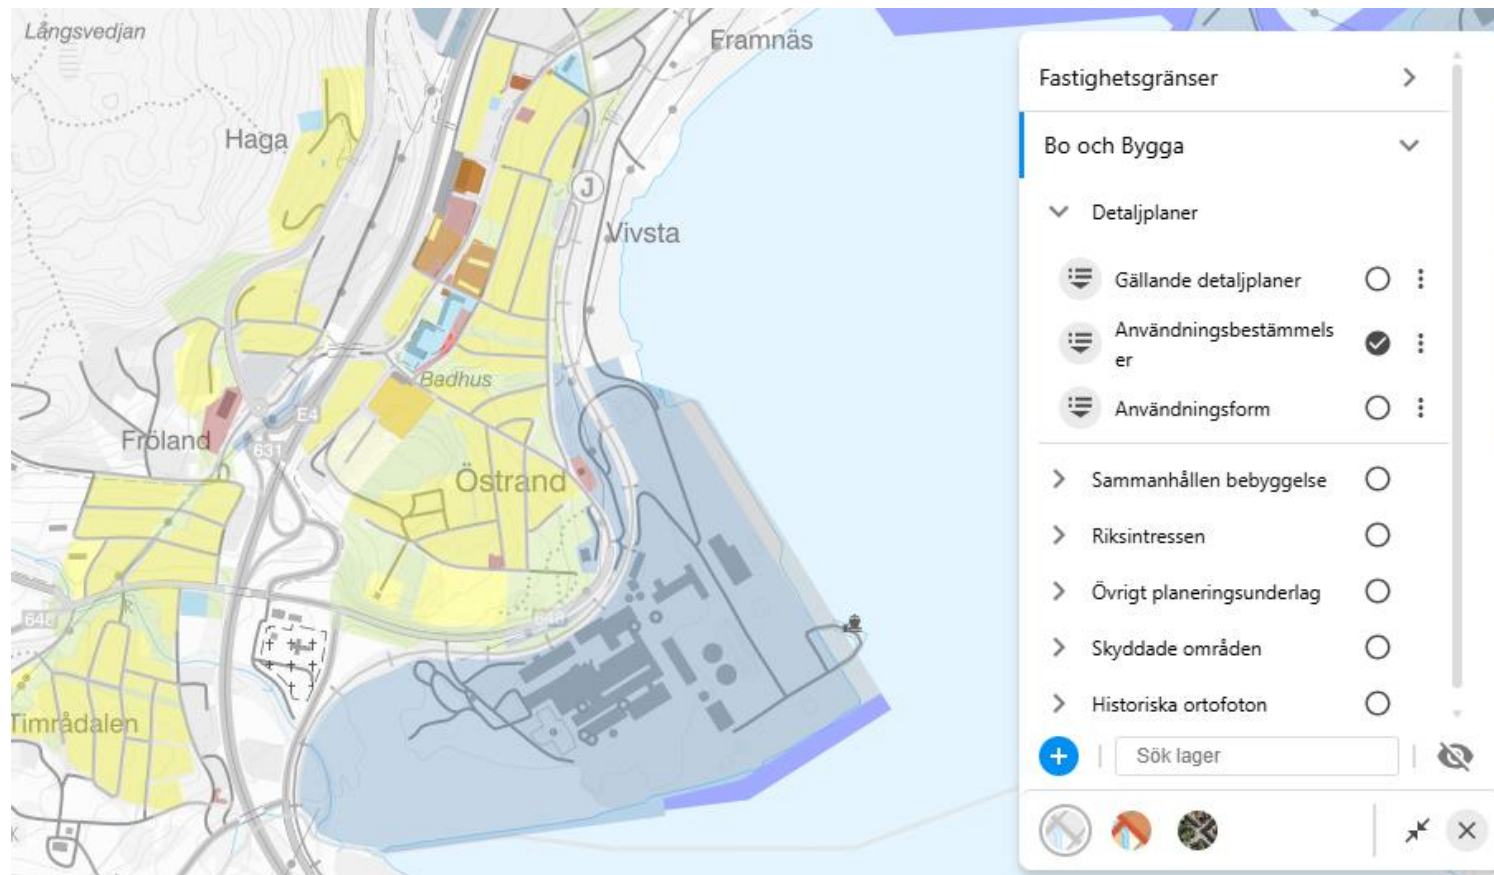 Långsvedjan
Framnäs
Haga
J
Vivsta
Badhus
E4
Fröland
631
Östrand
648
648
Timrådalen
Fastighetsgränser
Bo och Bygga
Detaljplaner
Gällande detaljplaner
Användningsbestämmels
er
Användningsform
Sammanhållen bebyggelse
Riksintressen
Övrigt planeringsunderlag
Skyddade områden
Historiska ortofoton
Sök lager